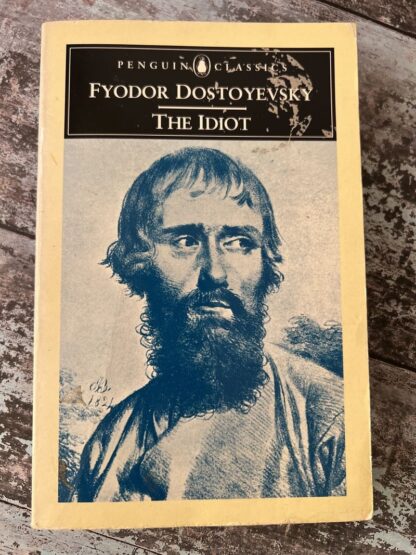 PENGUIN CLASSICS
FYODOR DOSTOYEVSKY
THE IDIOT